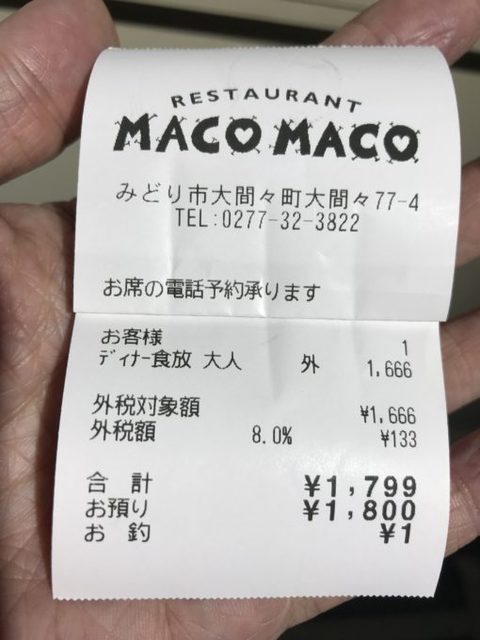 RESTAURANT
MACO MACO
みどり市大間々町大間々77-4
TEL:0277-32-3822
お席の電話予約承ります
お客様 1
ディナー食放 大人 外 1,666
外税対象額 ¥1,666
外税額 8.0% ¥133
合 計 ¥1,799
お預り ¥1,800
お 釣 ¥1